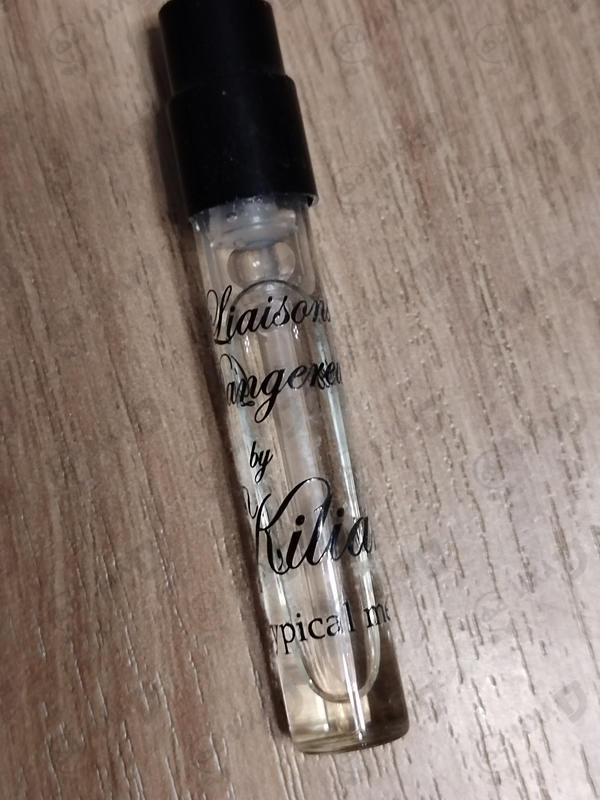 Liaisons
angereu
by
Kilia
ypical me